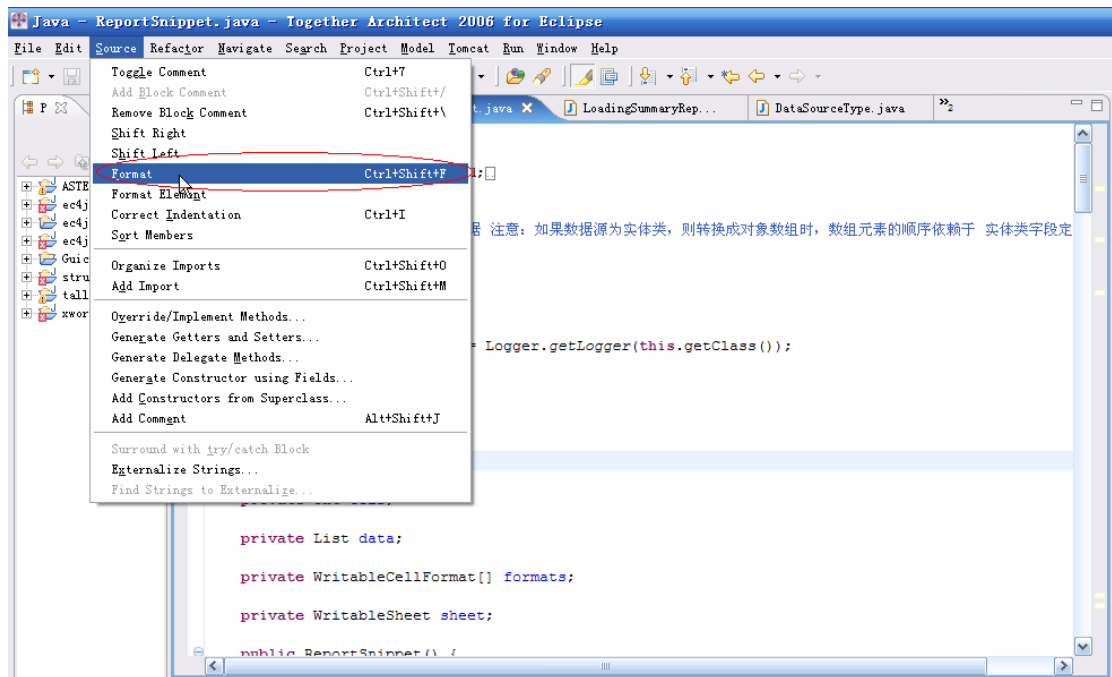 Java - ReportSnippet.java - Together Architect 2006 for Eclipse
File Edit Source Refactor Navigate Search Project Model Tomcat Run Window Help
P
t.java LoadingSummaryRep... DataSourceType.java »2
Toggle Comment Ctrl+7
Add Block Comment Ctrl+Shift+/
Remove Block Comment Ctrl+Shift+\
Shift Right
Shift Left
Format Ctrl+Shift+F
Format Element
Correct Indentation Ctrl+I
Sort Members
Organize Imports Ctrl+Shift+O
Add Import Ctrl+Shift+M
Override/Implement Methods...
Generate Getters and Setters...
Generate Delegate Methods...
Generate Constructor using Fields...
Add Constructors from Superclass...
Add Comment Alt+Shift+J
Surround with try/catch Block
Externalize Strings...
Find Strings to Externalize...
ASTE
ec4j
ec4j
ec4j
Guic
stru
tall
xwor
注意：如果数据源为实体类，则转换成对象数组时，数组元素的顺序依赖于 实体类字段定
= Logger.getLogger(this.getClass());
private List data;
private WritableCellFormat[] formats;
private WritableSheet sheet;
public ReportSnippet() {